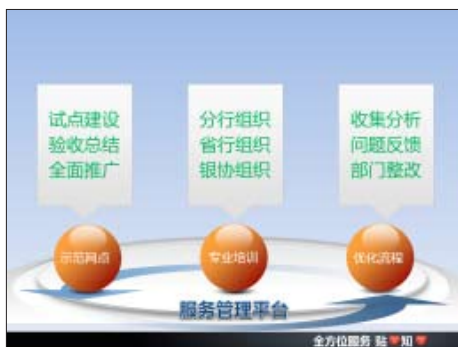 试点建设
验收总结
全面推广
分行组织
省行组织
银协组织
收集分析
问题反馈
部门整改
示范网点
专业培训
优化流程
服务管理平台
全方位服务 贴❤知❤